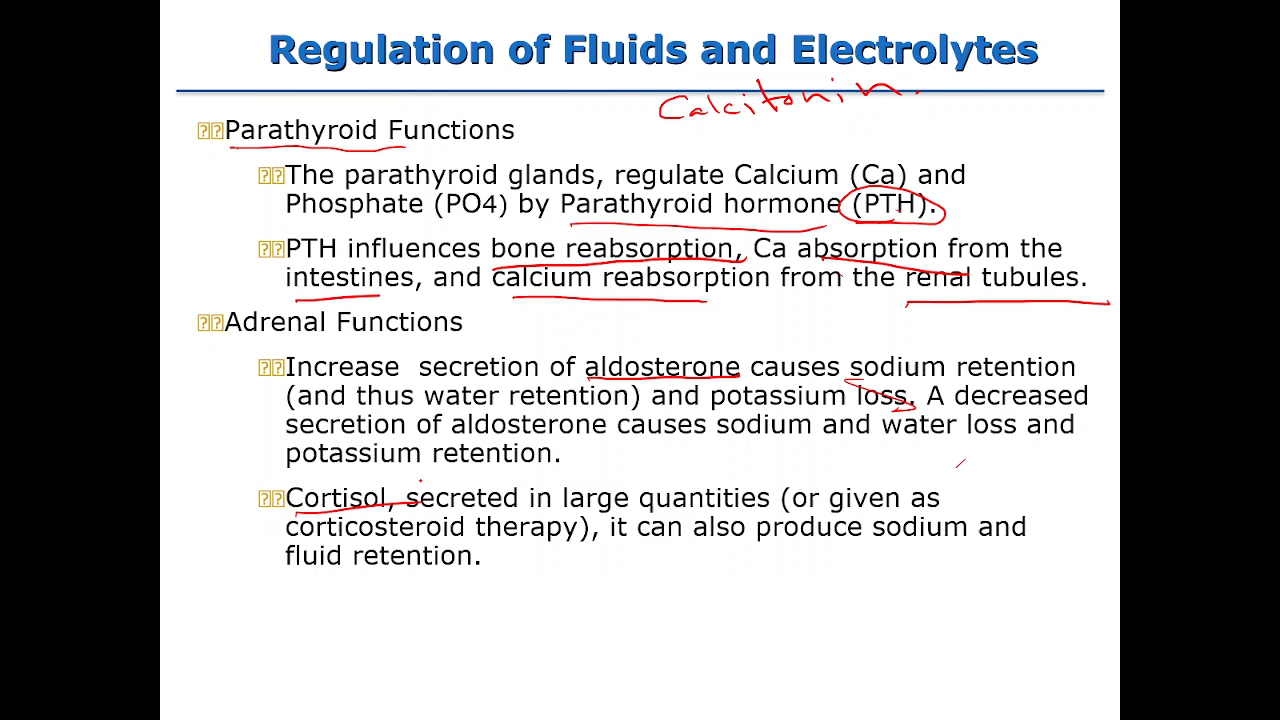 Regulation of Fluids and Electrolytes
Calcitonin.
Parathyroid Functions
The parathyroid glands, regulate Calcium (Ca) and
Phosphate (PO4) by Parathyroid hormone (PTH).
PTH influences bone reabsorption, Ca absorption from the
intestines, and calcium reabsorption from the renal tubules.
Adrenal Functions
Increase secretion of aldosterone causes sodium retention
(and thus water retention) and potassium loss. A decreased
secretion of aldosterone causes sodium and water loss and
potassium retention.
Cortisol, secreted in large quantities (or given as
corticosteroid therapy), it can also produce sodium and
fluid retention.